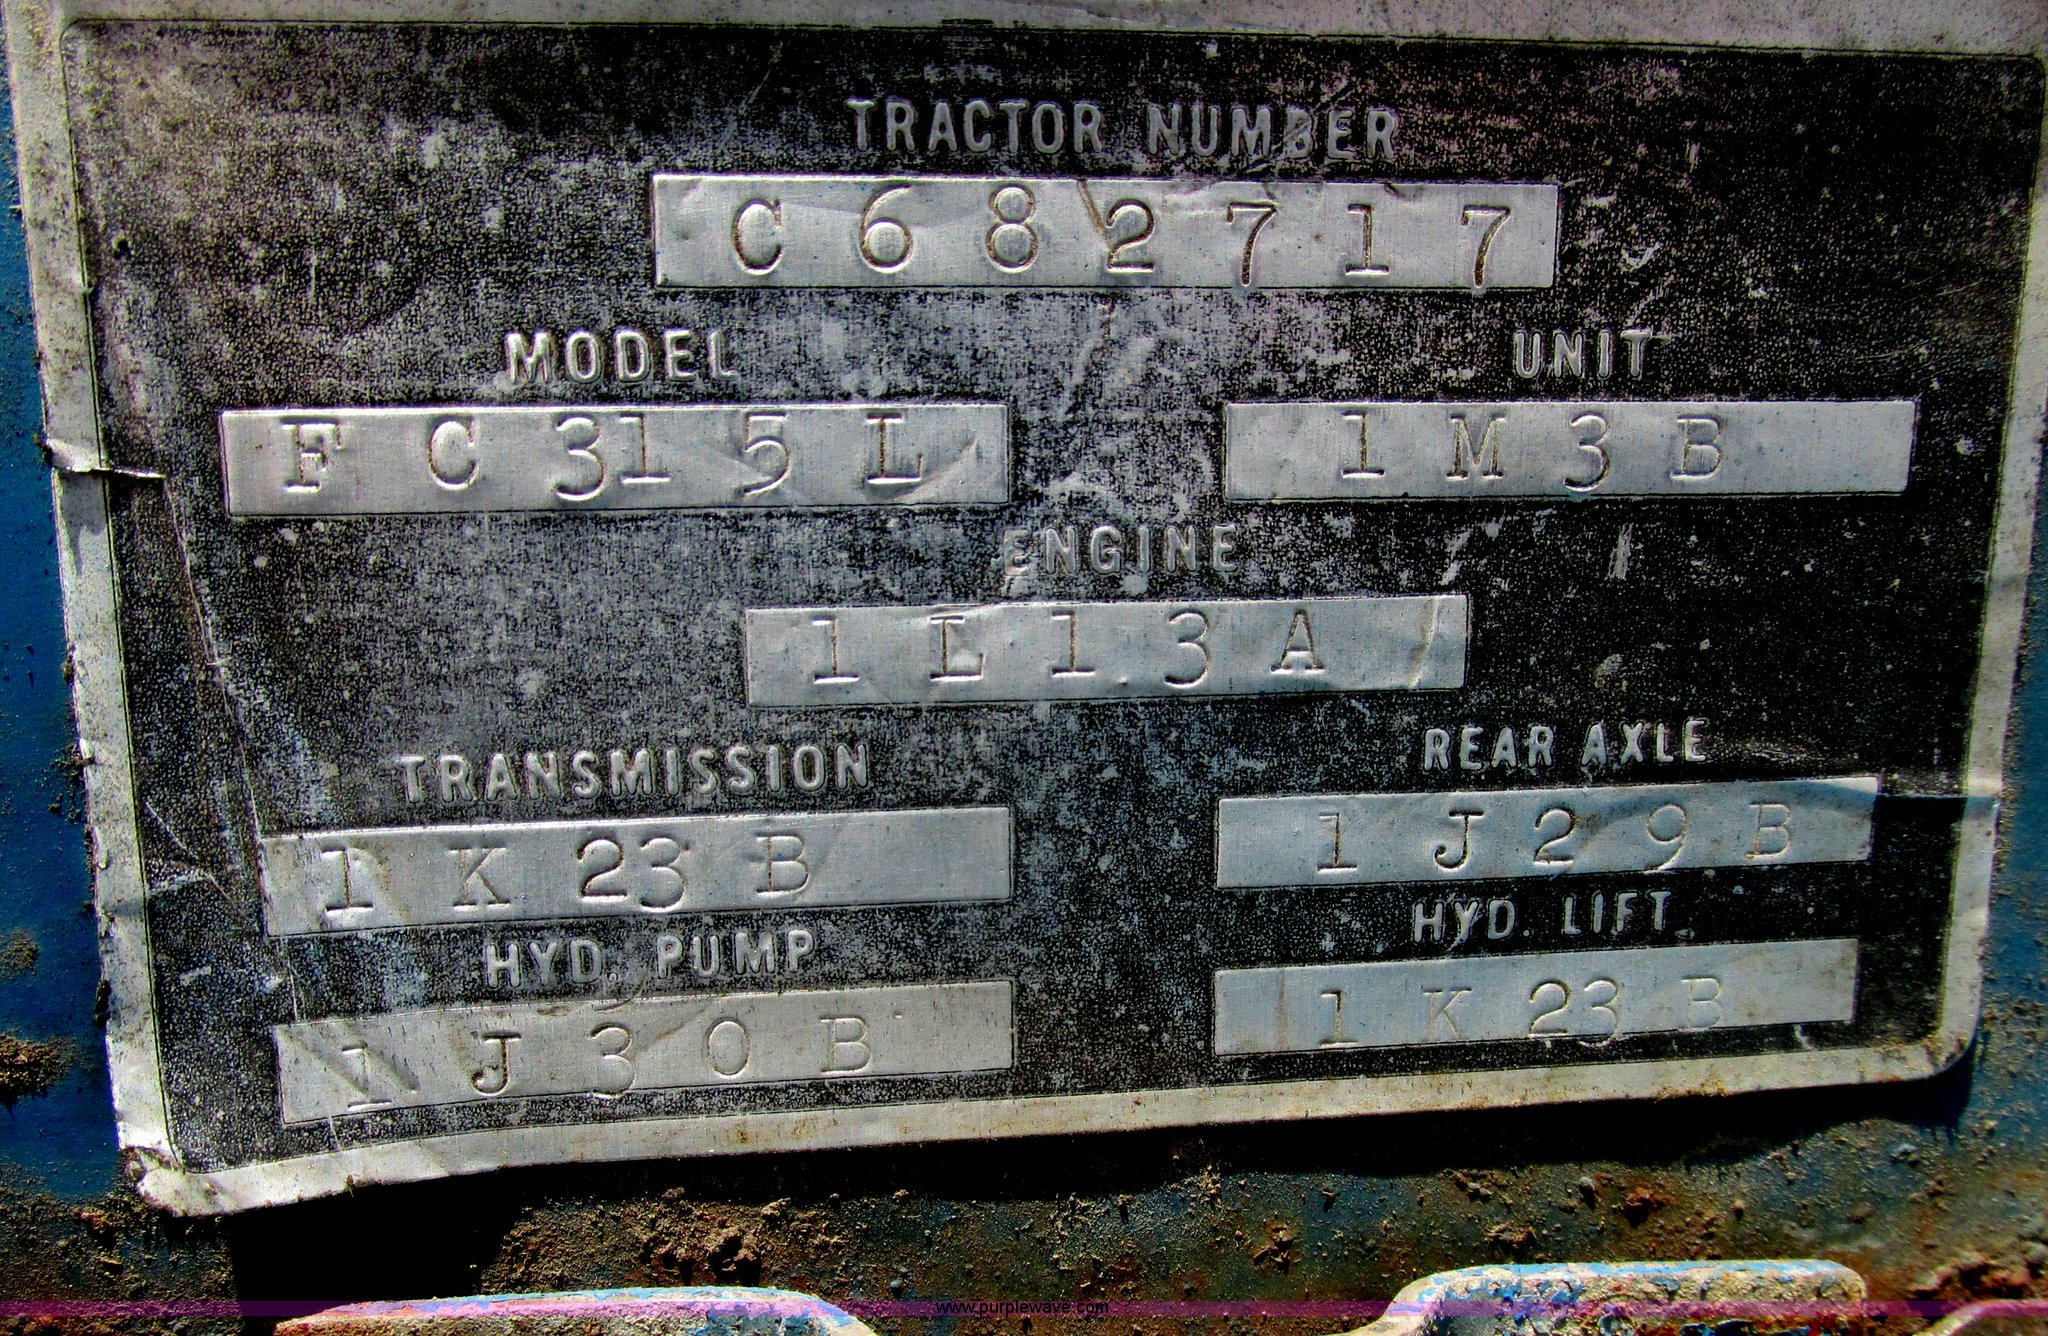 TRACTOR NUMBER
C682717
MODEL UNIT
FC315L 1M3B
ENGINE
1L13A
TRANSMISSION REAR AXLE
1K23B 1J29B
HYD. PUMP HYD. LIFT
1J30B 1K23B
www.purplewave.com